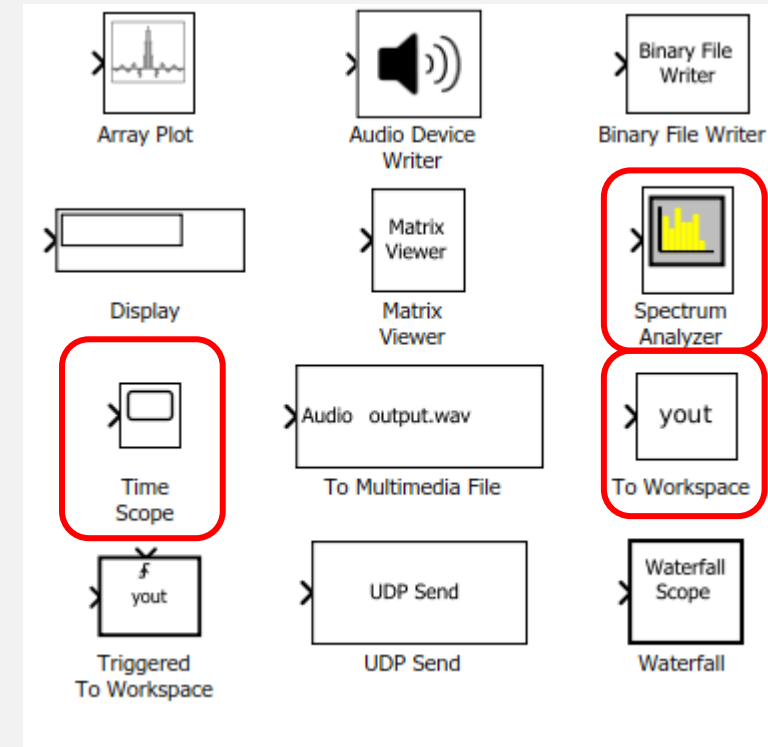 Binary File
Writer
Array Plot
Audio Device
Writer
Binary File Writer
Matrix
Viewer
Display
Matrix
Viewer
Spectrum
Analyzer
Audio output.wav
yout
Time
Scope
To Multimedia File
To Workspace
yout
UDP Send
Waterfall
Scope
Triggered
To Workspace
UDP Send
Waterfall